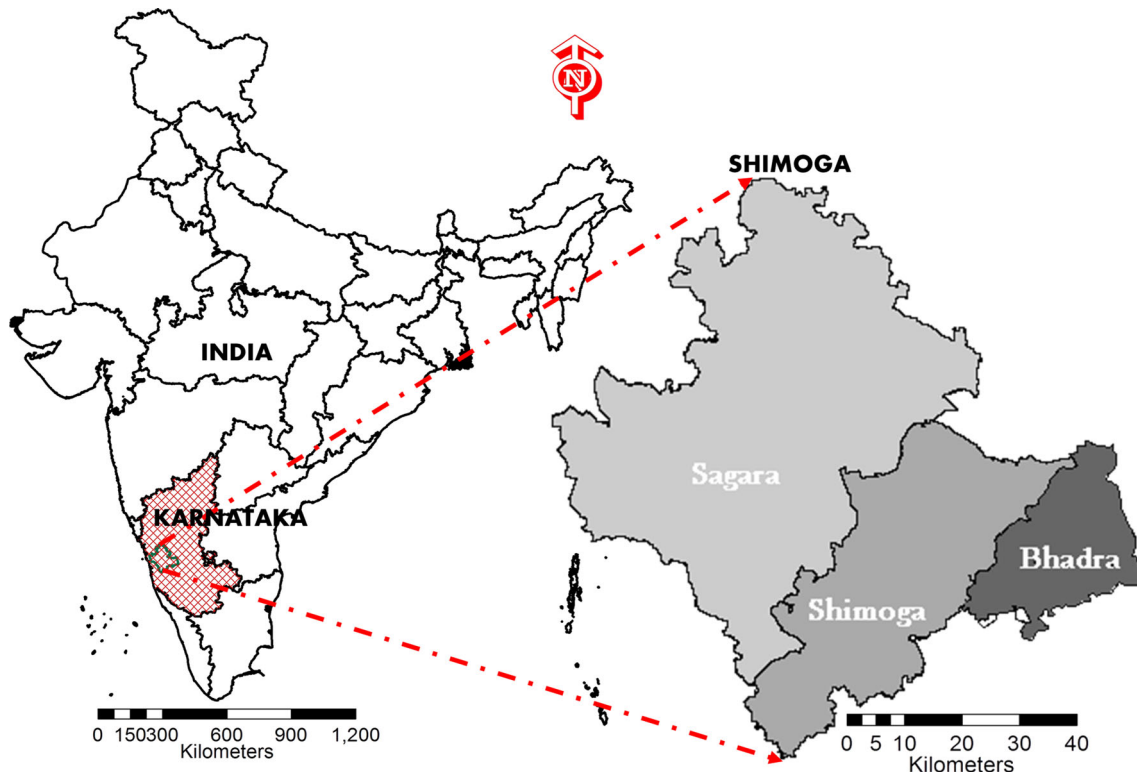 N
SHIMOGA
INDIA
KARNATAKA
Sagara
Bhadra
Shimoga
0 150300 600 900 1,200
Kilometers
0 5 10 20 30 40
Kilometers